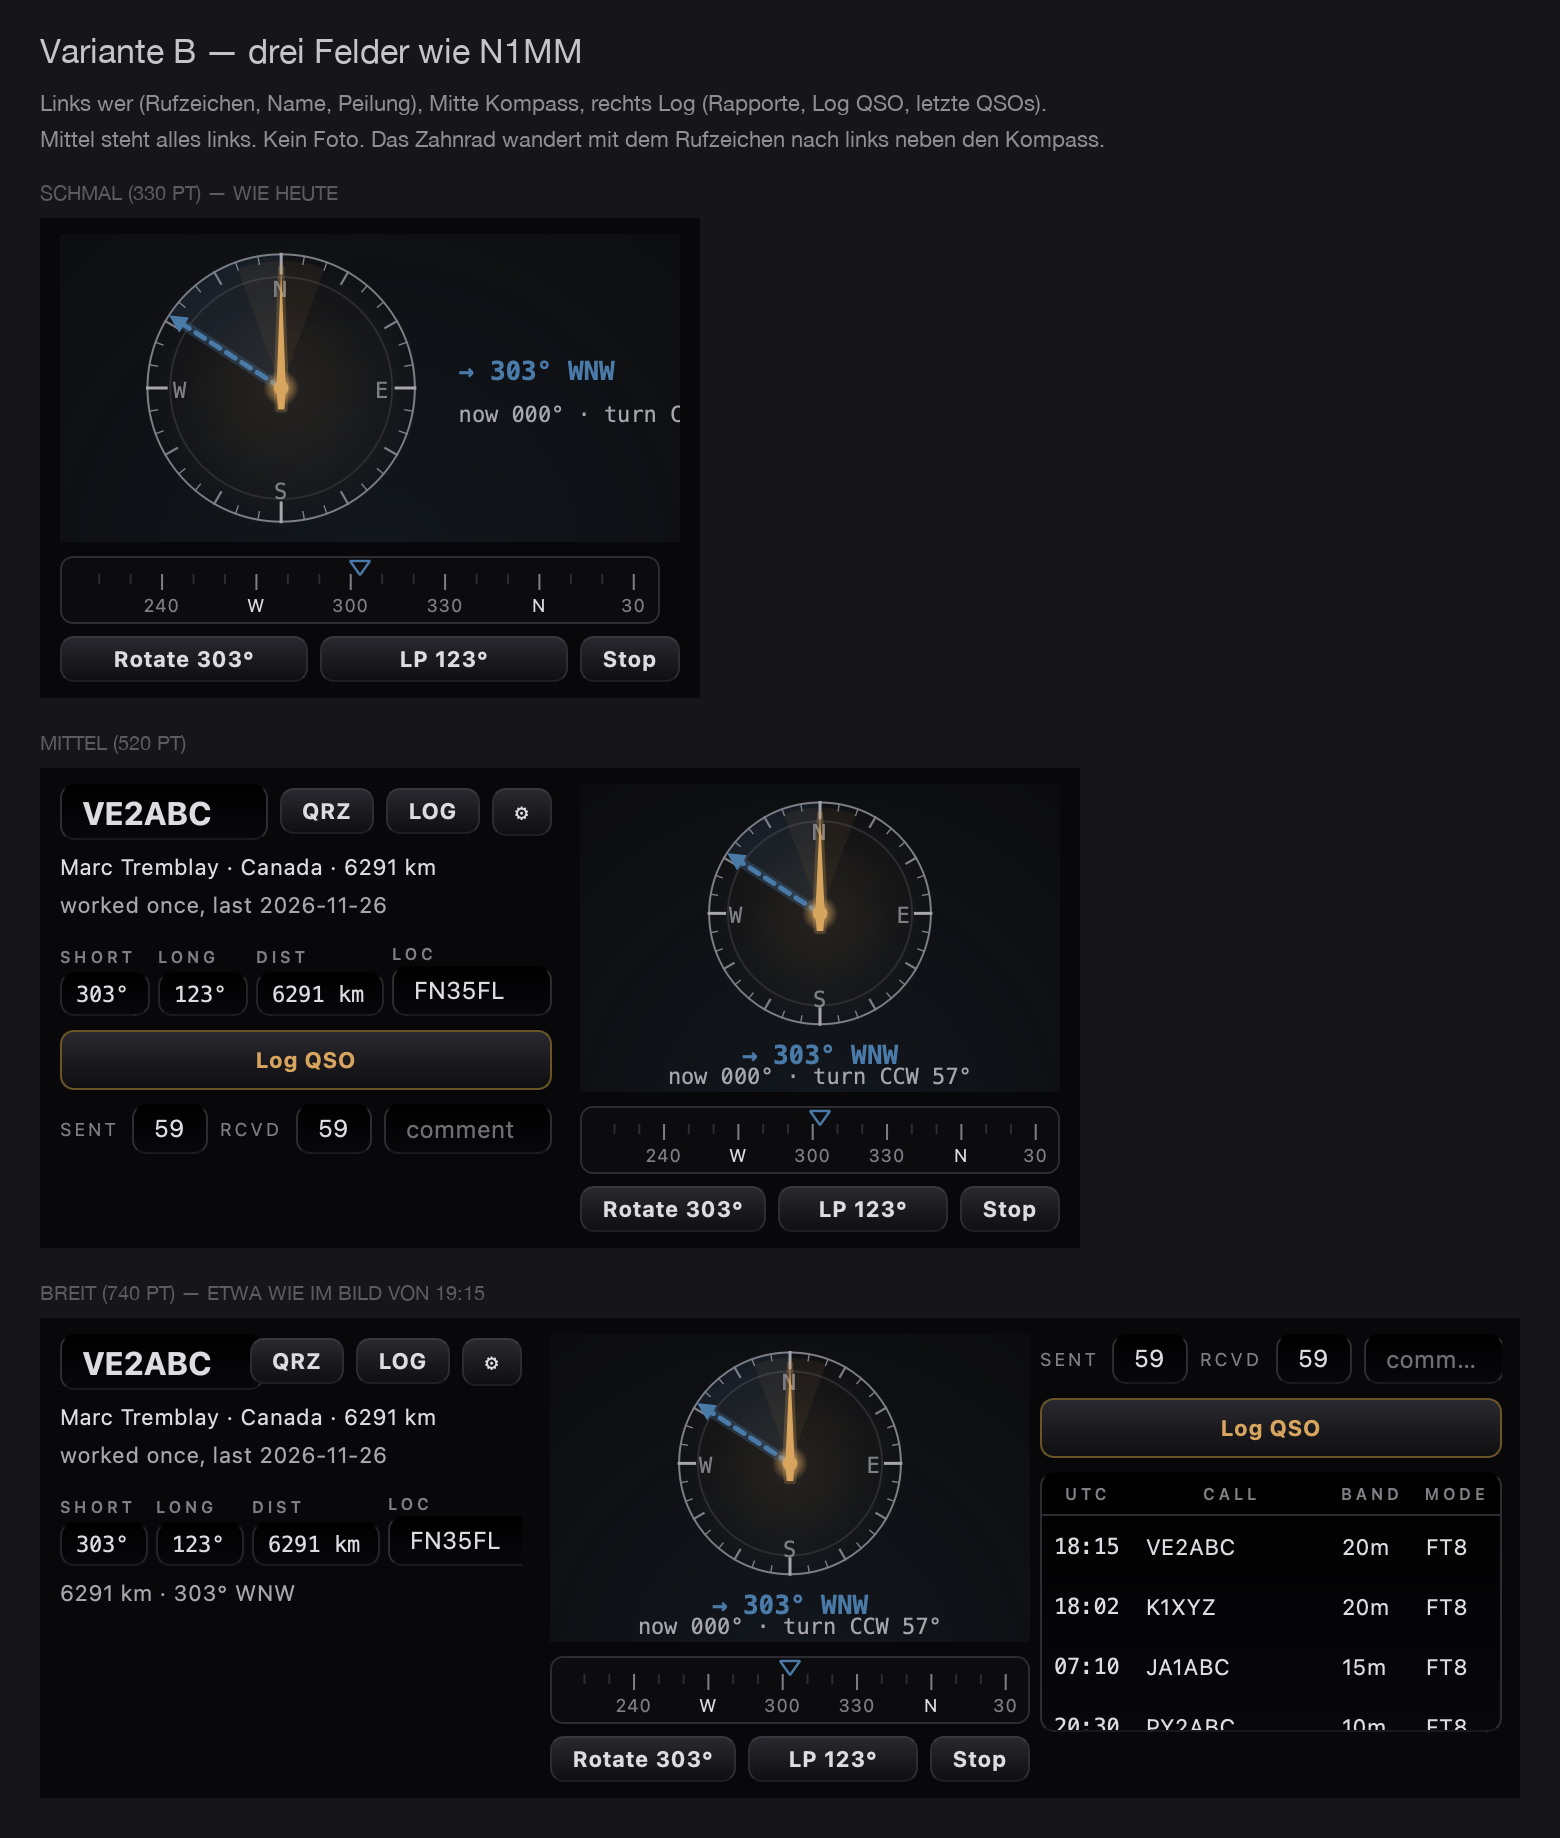 Variante B — drei Felder wie N1MM
Links wer (Rufzeichen, Name, Peilung), Mitte Kompass, rechts Log (Rapporte, Log QSO, letzte QSOs).
Mittel steht alles links. Kein Foto. Das Zahnrad wandert mit dem Rufzeichen nach links neben den Kompass.
SCHMAL (330 PT) — WIE HEUTE
N
W E
S
→ 303° WNW
now 000° · turn C
240 W 300 330 N 30
Rotate 303° LP 123° Stop
MITTEL (520 PT)
VE2ABC QRZ LOG ⚙
Marc Tremblay · Canada · 6291 km
worked once, last 2026-11-26
SHORT LONG DIST LOC
303° 123° 6291 km FN35FL
Log QSO
SENT 59 RCVD 59 comment
N
W E
S
→ 303° WNW
now 000° · turn CCW 57°
240 W 300 330 N 30
Rotate 303° LP 123° Stop
BREIT (740 PT) — ETWA WIE IM BILD VON 19:15
VE2ABC QRZ LOG ⚙
Marc Tremblay · Canada · 6291 km
worked once, last 2026-11-26
SHORT LONG DIST LOC
303° 123° 6291 km FN35FL
6291 km · 303° WNW
N
W E
S
→ 303° WNW
now 000° · turn CCW 57°
240 W 300 330 N 30
Rotate 303° LP 123° Stop
SENT 59 RCVD 59 comm...
Log QSO
UTC CALL BAND MODE
18:15 VE2ABC 20m FT8
18:02 K1XYZ 20m FT8
07:10 JA1ABC 15m FT8
20:30 PY2ABC 10m FT8